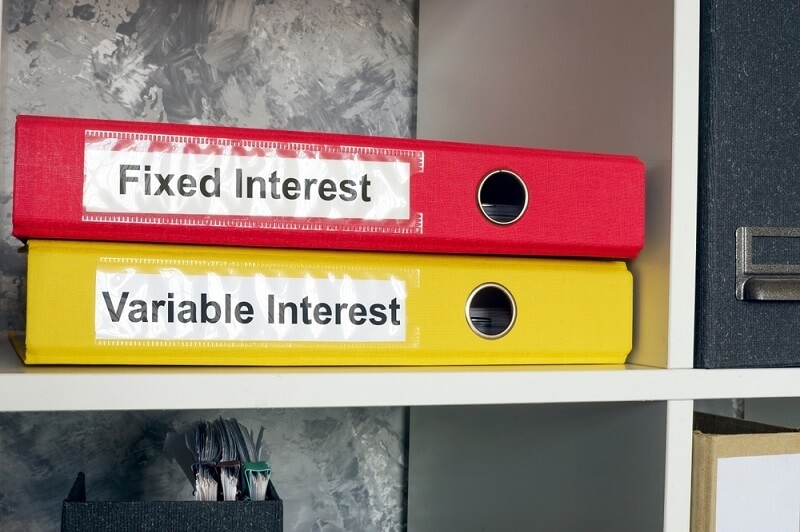 Fixed Interest
Variable Interest